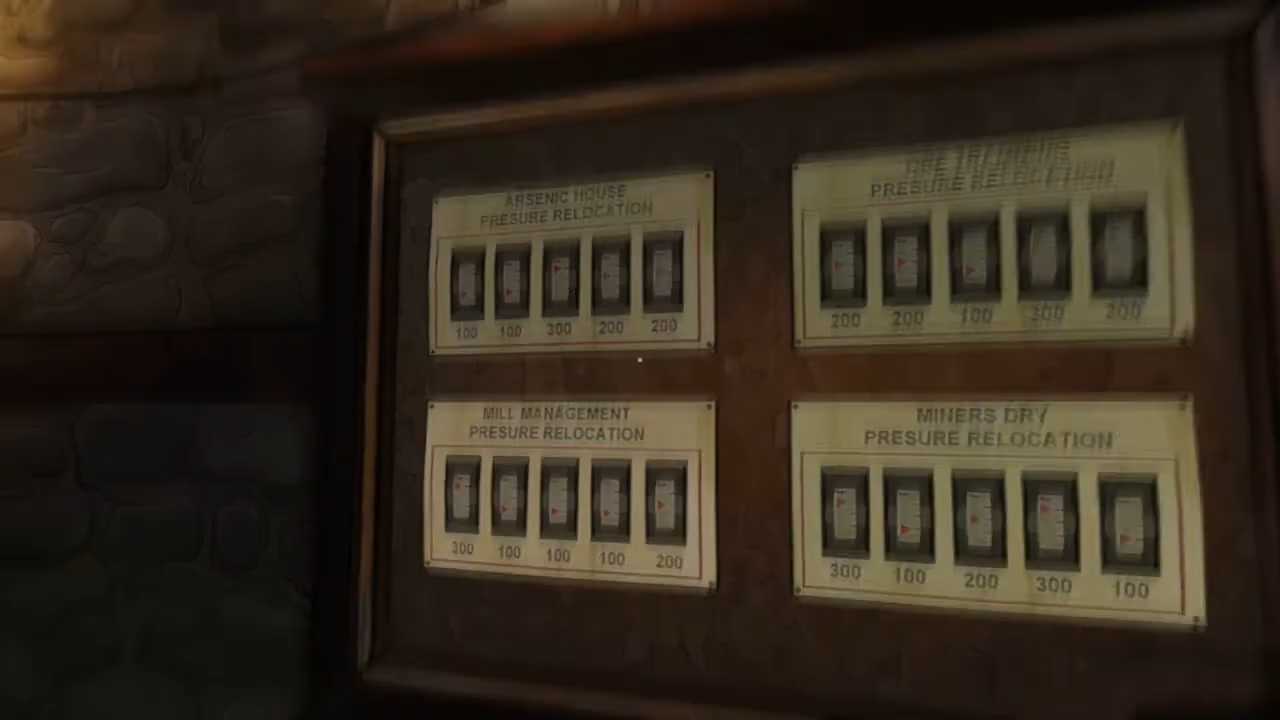 ARSENIC HOUSE
PRESURE RELOCATION
100 100 300 200 200
PRESURE RELOCATION
200 200 100 300
MILL MANAGEMENT
PRESURE RELOCATION
300 100 100 100 200
MINERS DRY
PRESURE RELOCATION
300 100 200 300 100